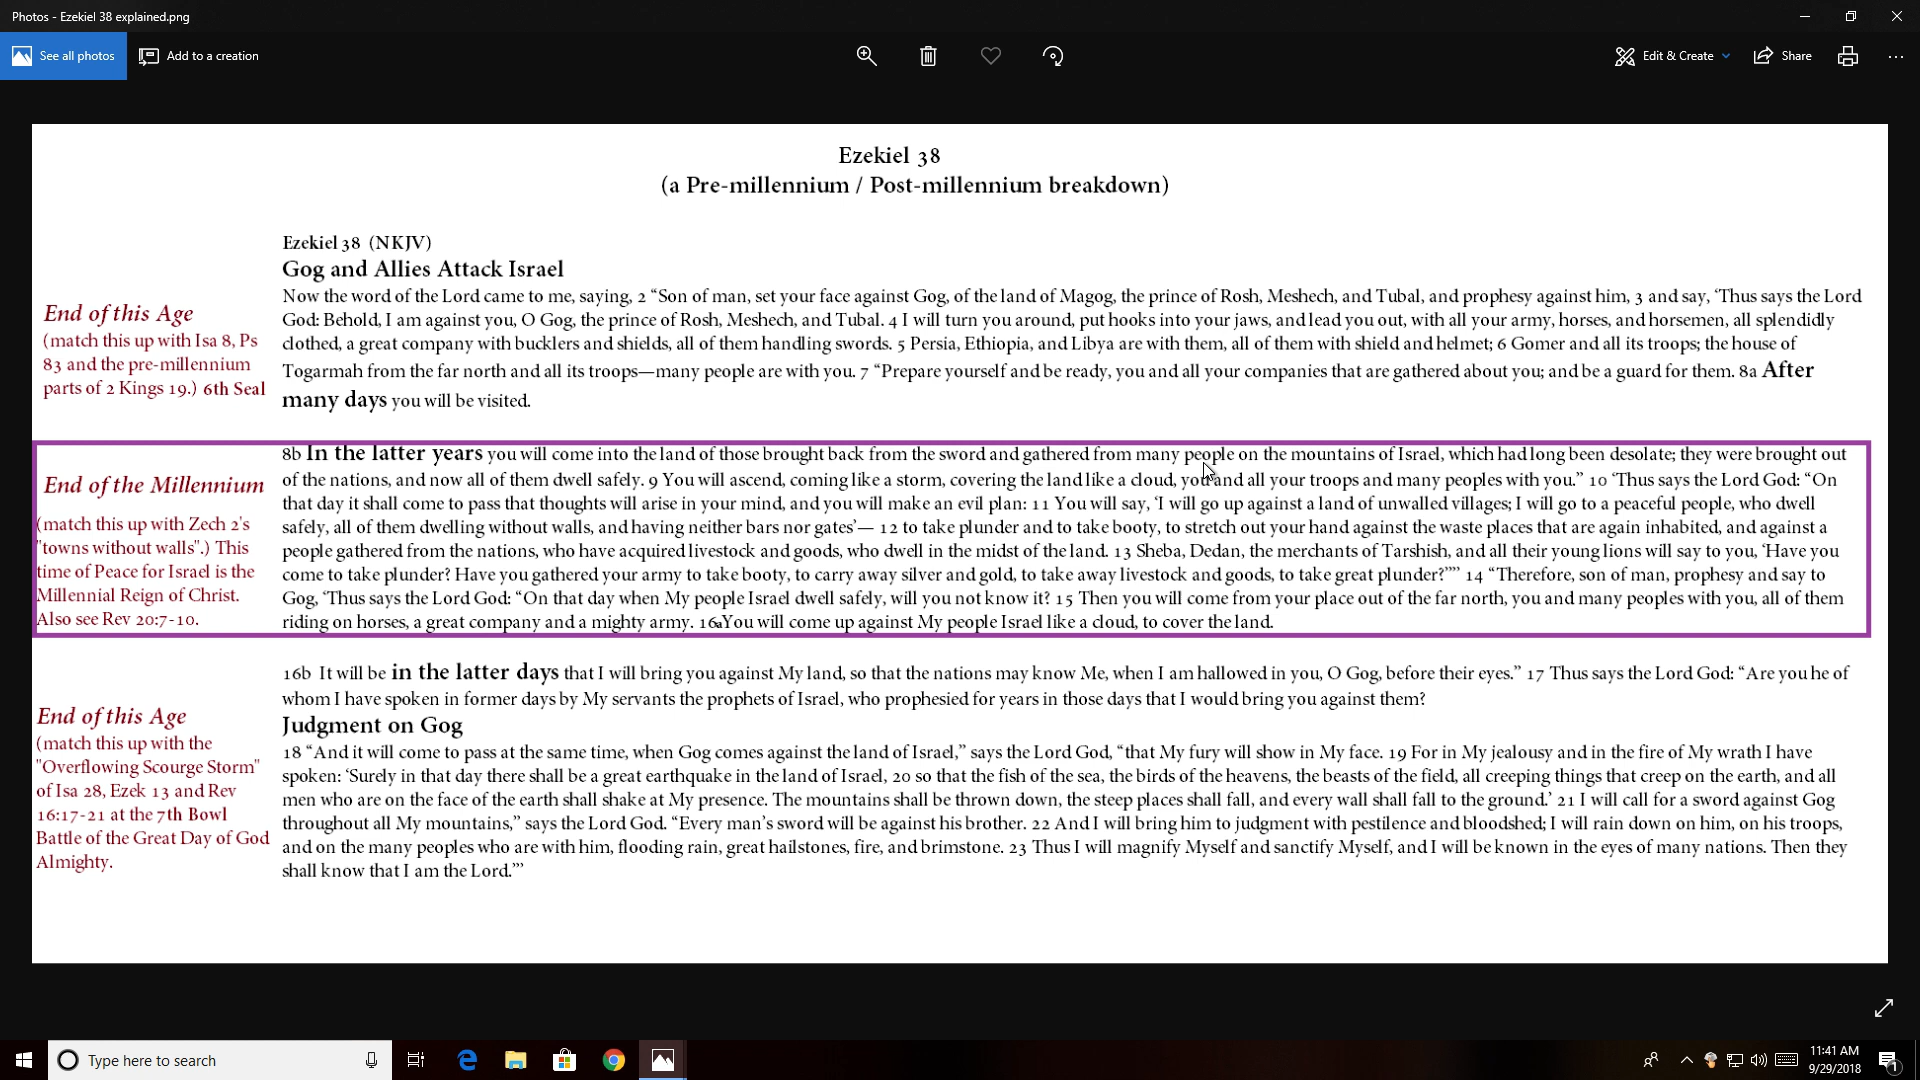 Photos - Ezekiel 38 explained.png
See all photos
Add to a creation
Edit & Create
Share
Ezekiel 38
(a Pre-millennium / Post-millennium breakdown)
Ezekiel 38 (NKJV)
Gog and Allies Attack Israel
End of this Age
(match this up with Isa 8, Ps
83 and the pre-millennium
parts of 2 Kings 19.) 6th Seal
Now the word of the Lord came to me, saying, 2 “Son of man, set your face against Gog, of the land of Magog, the prince of Rosh, Meshech, and Tubal, and prophesy against him, 3 and say, ‘Thus says the Lord
God: Behold, I am against you, O Gog, the prince of Rosh, Meshech, and Tubal. 4 I will turn you around, put hooks into your jaws, and lead you out, with all your army, horses, and horsemen, all splendidly
clothed, a great company with bucklers and shields, all of them handling swords. 5 Persia, Ethiopia, and Libya are with them, all of them with shield and helmet; 6 Gomer and all its troops; the house of
Togarmah from the far north and all its troops—many people are with you. 7 “Prepare yourself and be ready, you and all your companies that are gathered about you; and be a guard for them. 8a After
many days you will be visited.
End of the Millennium
(match this up with Zech 2's
"towns without walls".) This
time of Peace for Israel is the
Millennial Reign of Christ.
Also see Rev 20:7-10.
8b In the latter years you will come into the land of those brought back from the sword and gathered from many people on the mountains of Israel, which had long been desolate; they were brought out
of the nations, and now all of them dwell safely. 9 You will ascend, coming like a storm, covering the land like a cloud, you and all your troops and many peoples with you.” 10 ‘Thus says the Lord God: “On
that day it shall come to pass that thoughts will arise in your mind, and you will make an evil plan: 11 You will say, ‘I will go up against a land of unwalled villages; I will go to a peaceful people, who dwell
safely, all of them dwelling without walls, and having neither bars nor gates’— 12 to take plunder and to take booty, to stretch out your hand against the waste places that are again inhabited, and against a
people gathered from the nations, who have acquired livestock and goods, who dwell in the midst of the land. 13 Sheba, Dedan, the merchants of Tarshish, and all their young lions will say to you, ‘Have you
come to take plunder? Have you gathered your army to take booty, to carry away silver and gold, to take away livestock and goods, to take great plunder?’”’ 14 “Therefore, son of man, prophesy and say to
Gog, ‘Thus says the Lord God: “On that day when My people Israel dwell safely, will you not know it? 15 Then you will come from your place out of the far north, you and many peoples with you, all of them
riding on horses, a great company and a mighty army. 16a You will come up against My people Israel like a cloud, to cover the land.
16b It will be in the latter days that I will bring you against My land, so that the nations may know Me, when I am hallowed in you, O Gog, before their eyes.” 17 Thus says the Lord God: “Are you he of
whom I have spoken in former days by My servants the prophets of Israel, who prophesied for years in those days that I would bring you against them?
End of this Age
(match this up with the
"Overflowing Scourge Storm"
of Isa 28, Ezek 13 and Rev
16:17-21 at the 7th Bowl
Battle of the Great Day of God
Almighty.
Judgment on Gog
18 “And it will come to pass at the same time, when Gog comes against the land of Israel,” says the Lord God, “that My fury will show in My face. 19 For in My jealousy and in the fire of My wrath I have
spoken: ‘Surely in that day there shall be a great earthquake in the land of Israel, 20 so that the fish of the sea, the birds of the heavens, the beasts of the field, all creeping things that creep on the earth, and all
men who are on the face of the earth shall shake at My presence. The mountains shall be thrown down, the steep places shall fall, and every wall shall fall to the ground.’ 21 I will call for a sword against Gog
throughout all My mountains,” says the Lord God. “Every man’s sword will be against his brother. 22 And I will bring him to judgment with pestilence and bloodshed; I will rain down on him, on his troops,
and on the many peoples who are with him, flooding rain, great hailstones, fire, and brimstone. 23 Thus I will magnify Myself and sanctify Myself, and I will be known in the eyes of many nations. Then they
shall know that I am the Lord.”’
Type here to search
11:41 AM
9/29/2018
1